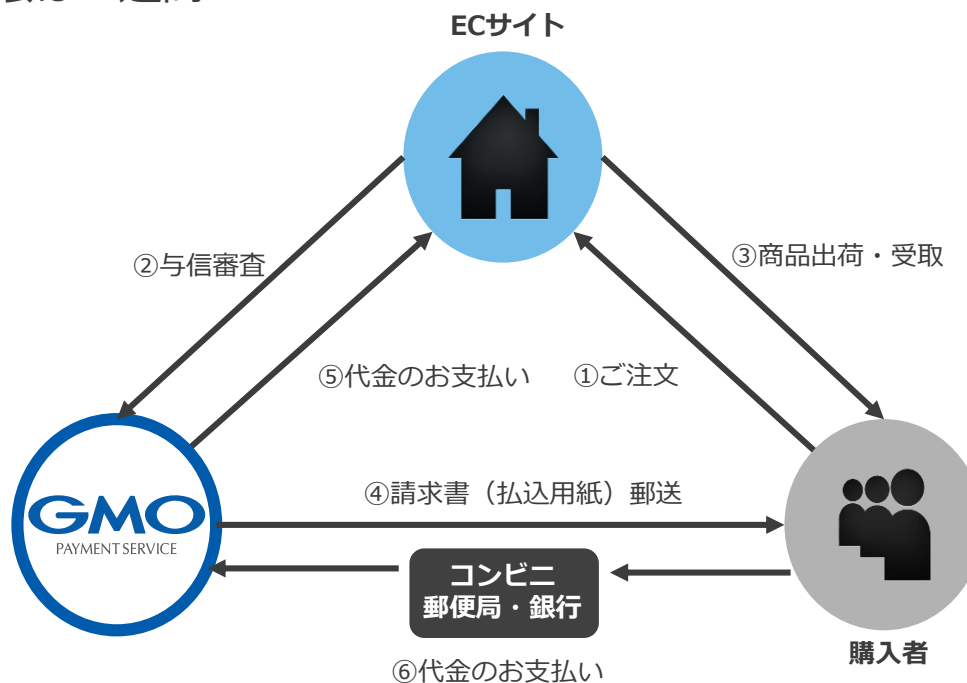 ECサイト
②与信審査
③商品出荷・受取
⑤代金のお支払い
①ご注文
④請求書（払込用紙）郵送
GMO
PAYMENT SERVICE
コンビニ
郵便局・銀行
購入者
⑥代金のお支払い